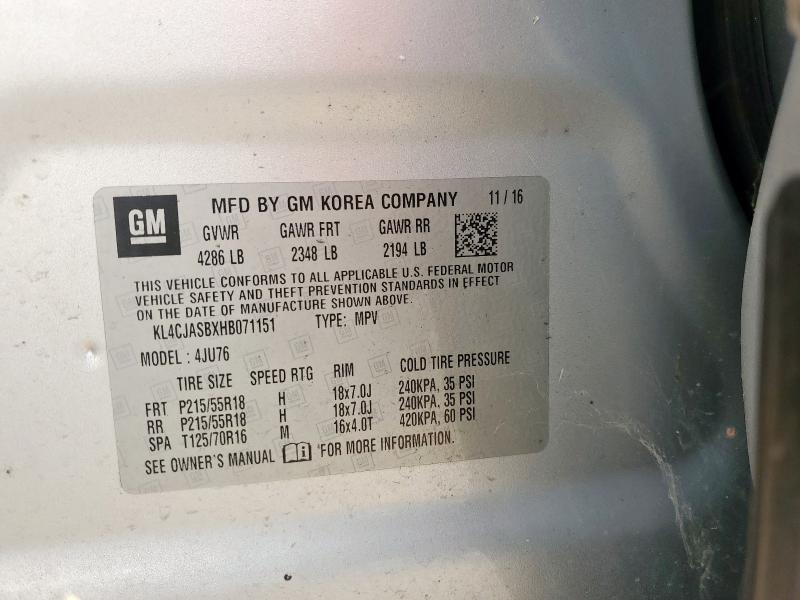 GM MFD BY GM KOREA COMPANY 11 / 16
GVWR GAWR FRT GAWR RR
4286 LB 2348 LB 2194 LB
THIS VEHICLE CONFORMS TO ALL APPLICABLE U.S. FEDERAL MOTOR
VEHICLE SAFETY AND THEFT PREVENTION STANDARDS IN EFFECT
ON THE DATE OF MANUFACTURE SHOWN ABOVE.
KL4CJASBXHB071151 TYPE: MPV
MODEL : 4JU76
TIRE SIZE SPEED RTG RIM COLD TIRE PRESSURE
FRT P215/55R18 H 18x7.0J 240KPA, 35 PSI
RR P215/55R18 H 18x7.0J 240KPA, 35 PSI
SPA T125/70R16 M 16x4.0T 420KPA, 60 PSI
SEE OWNER'S MANUAL i 'FOR MORE INFORMATION.